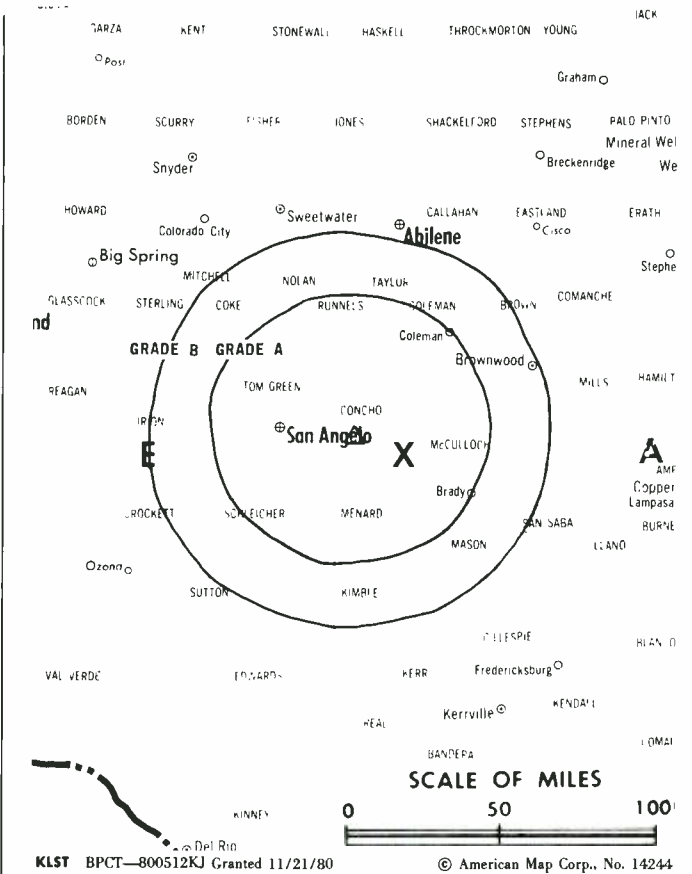 GARZA KENT STONEWALL HASKELL THROCKMORTON YOUNG JACK
Post
Graham
BORDEN SCURRY FISHER JONES SHACKELFORD STEPHENS PALO PINTO
Mineral Wel
Snyder Breckenridge We
HOWARD CALLAHAN EASTLAND ERATH
Sweetwater
Colorado City Abilene Cisco
Big Spring Stephe
MITCHELL NOLAN TAYLOR
GLASSCOCK STERLING COKE RUNNELS COLEMAN BROWN COMANCHE
nd
Coleman
GRADE B GRADE A Brownwood
REAGAN TOM GREEN MILLS HAMILT
IRION CONCHO
San Angelo
E X McCULLOCH A
AMP
Brady Copper
Lampasa
CROCKETT SCHLEICHER MENARD SAN SABA BURNE
MASON LLANO
Ozona
SUTTON KIMBLE
GILLESPIE BLANCO
VAL VERDE EDWARDS KERR Fredericksburg
REAL Kerrville KENDALL
COMAL
BANDERA
SCALE OF MILES
0 50 100
KINNEY
Del Rio
KLST BPCT—800512KJ Granted 11/21/80 © American Map Corp., No. 14244